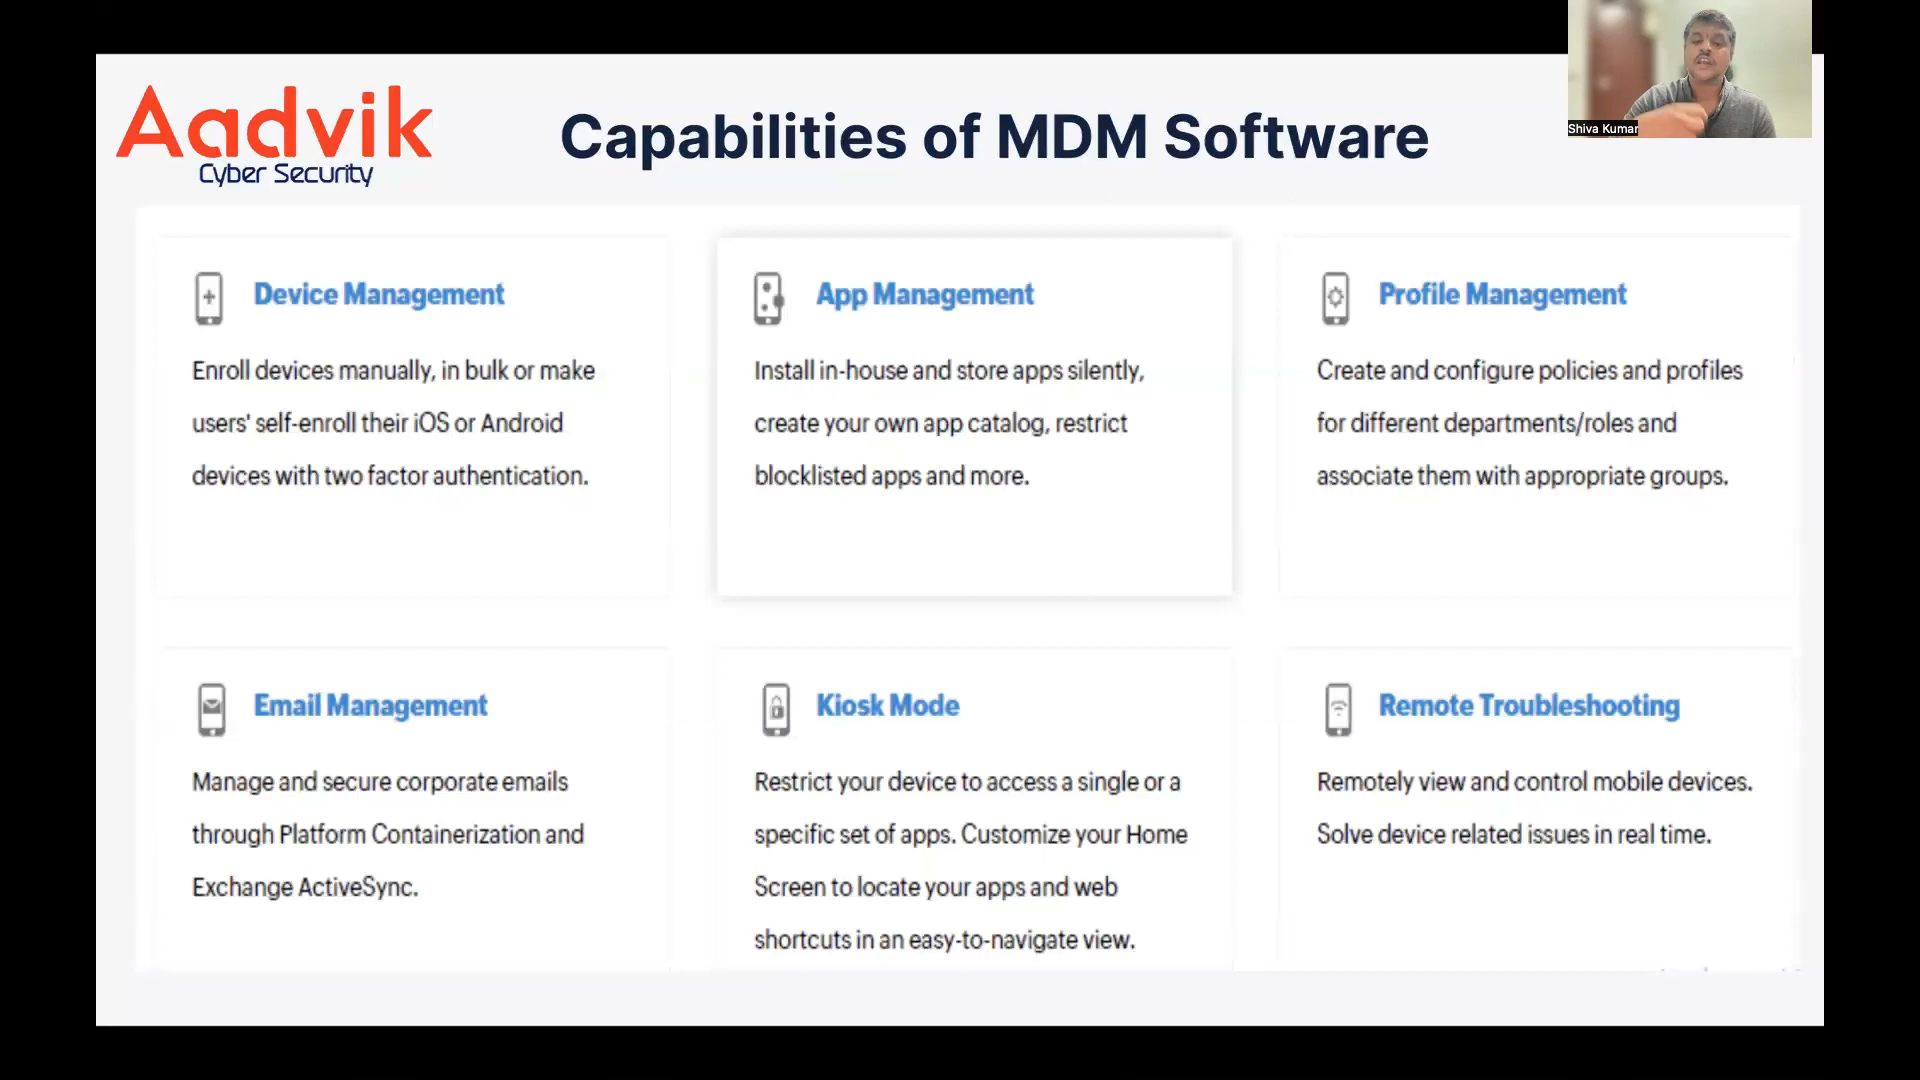 Aadvik
Cyber Security
Capabilities of MDM Software
Shiva Kumar
Device Management
Enroll devices manually, in bulk or make
users' self-enroll their iOS or Android
devices with two factor authentication.
App Management
Install in-house and store apps silently,
create your own app catalog, restrict
blocklisted apps and more.
Profile Management
Create and configure policies and profiles
for different departments/roles and
associate them with appropriate groups.
Email Management
Manage and secure corporate emails
through Platform Containerization and
Exchange ActiveSync.
Kiosk Mode
Restrict your device to access a single or a
specific set of apps. Customize your Home
Screen to locate your apps and web
shortcuts in an easy-to-navigate view.
Remote Troubleshooting
Remotely view and control mobile devices.
Solve device related issues in real time.